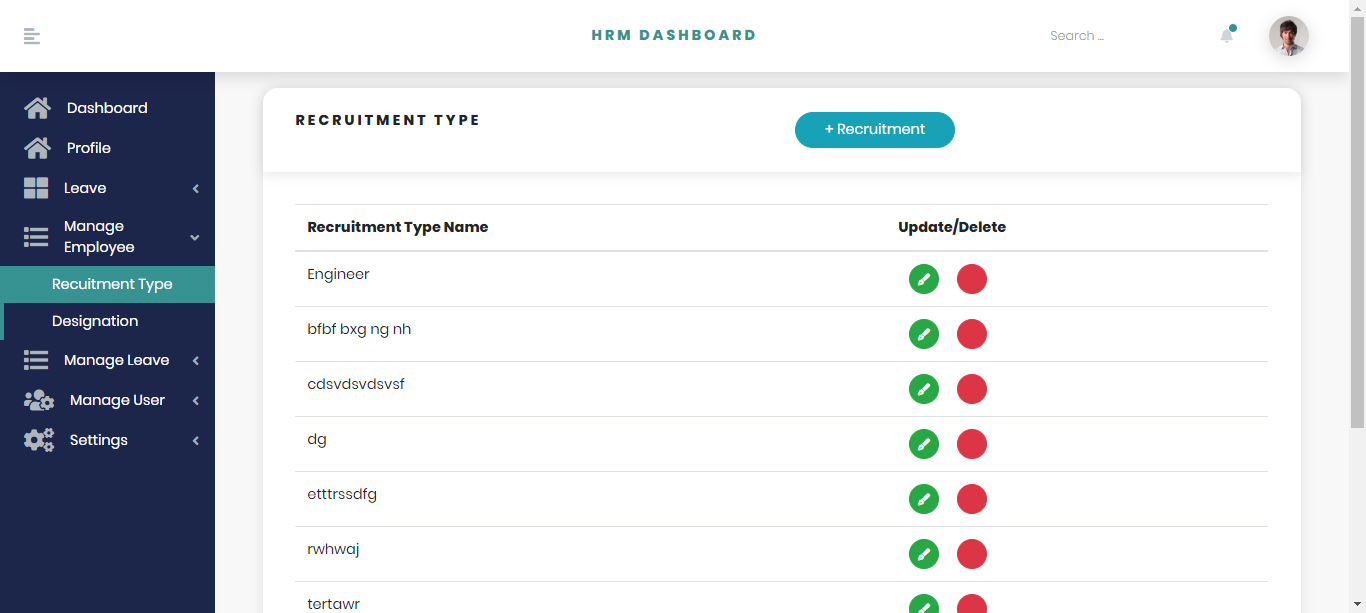 HRM DASHBOARD
Search ...
Dashboard
Profile
Leave
Manage
Employee
Recuitment Type
Designation
Manage Leave
Manage User
Settings
RECRUITMENT TYPE
+ Recruitment
Recruitment Type Name Update/Delete
Engineer
bfbf bxg ng nh
cdsvdsvdsvsf
dg
etttrssdfg
rwhwaj
tertawr